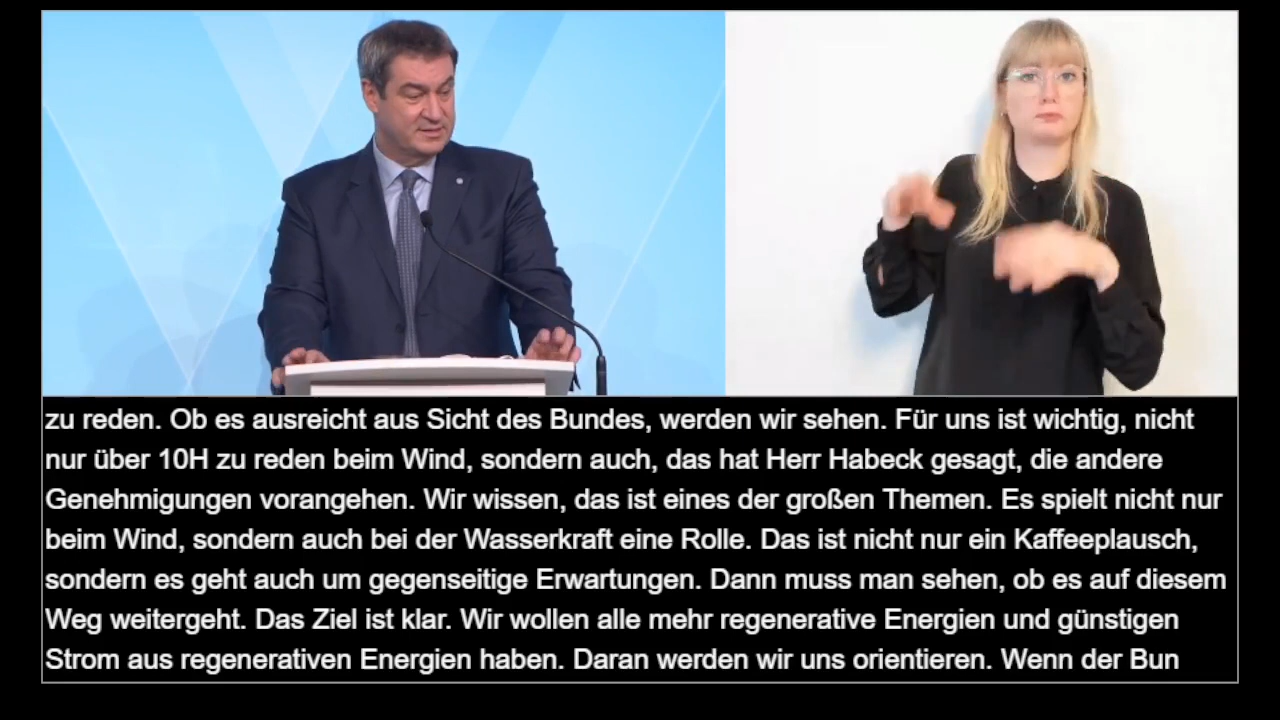 zu reden. Ob es ausreicht aus Sicht des Bundes, werden wir sehen. Für uns ist wichtig, nicht
nur über 10H zu reden beim Wind, sondern auch, das hat Herr Habeck gesagt, die andere
Genehmigungen vorangehen. Wir wissen, das ist eines der großen Themen. Es spielt nicht nur
beim Wind, sondern auch bei der Wasserkraft eine Rolle. Das ist nicht nur ein Kaffeeplausch,
sondern es geht auch um gegenseitige Erwartungen. Dann muss man sehen, ob es auf diesem
Weg weitergeht. Das Ziel ist klar. Wir wollen alle mehr regenerative Energien und günstigen
Strom aus regenerativen Energien haben. Daran werden wir uns orientieren. Wenn der Bun